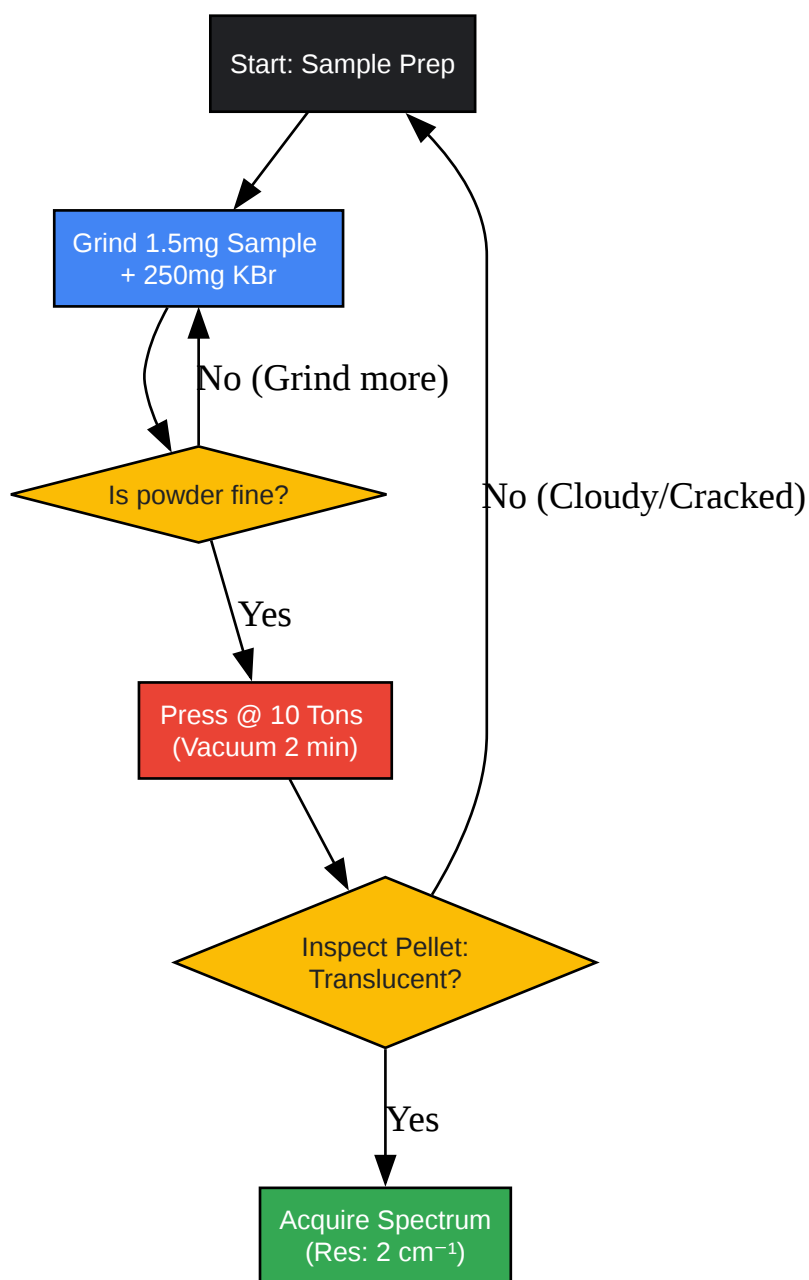 Start: Sample Prep
Grind 1.5mg Sample
+ 250mg KBr
No (Grind more)
Is powder fine?
No (Cloudy/Cracked)
Yes
Press @ 10 Tons
(Vacuum 2 min)
Inspect Pellet:
Translucent?
Yes
Acquire Spectrum
(Res: 2 cm⁻¹)